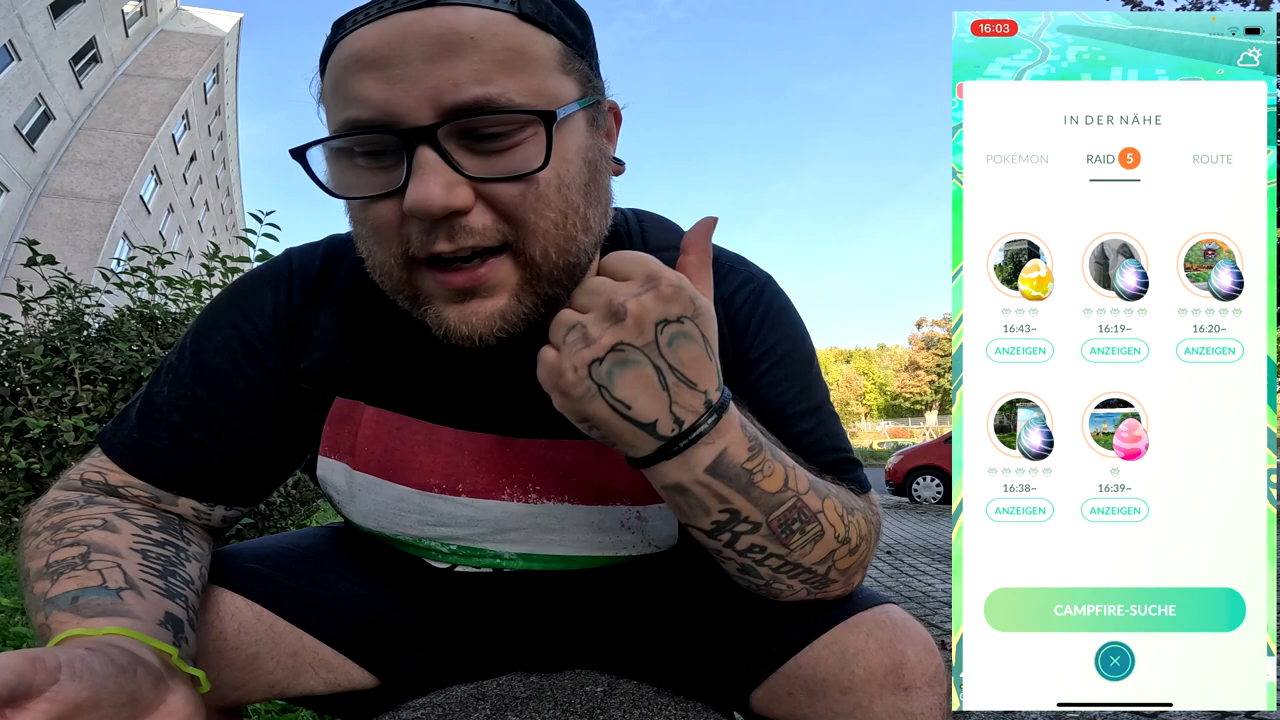 16:03
IN DER NÄHE
POKÉMON RAID 5 ROUTE
16:43~ 16:19~ 16:20~
ANZEIGEN ANZEIGEN ANZEIGEN
16:38~ 16:39~
ANZEIGEN ANZEIGEN
CAMPFIRE-SUCHE
Records